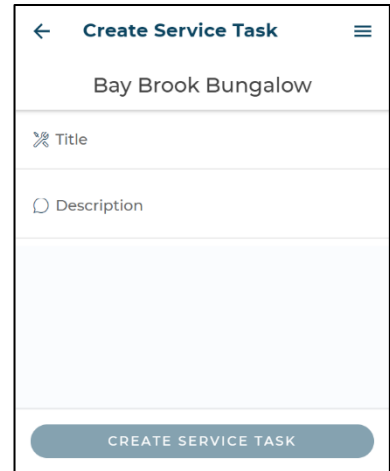 Create Service Task
Bay Brook Bungalow
Title
Description
CREATE SERVICE TASK